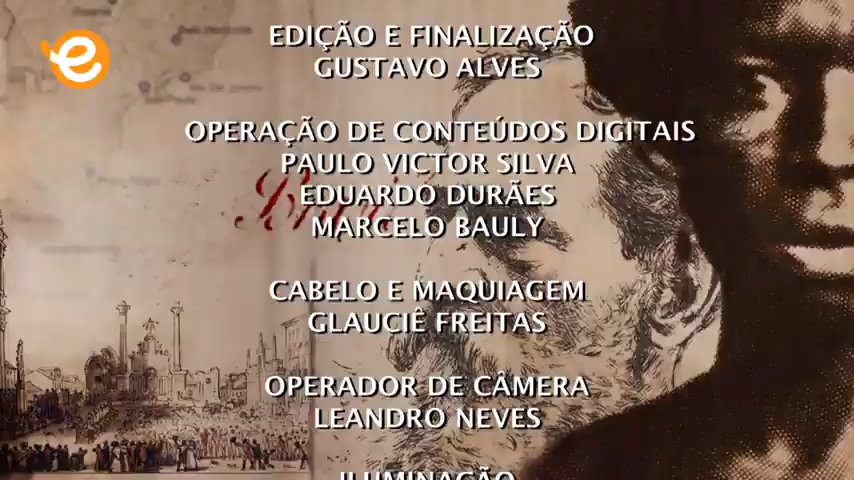 e
EDIÇÃO E FINALIZAÇÃO
GUSTAVO ALVES
OPERAÇÃO DE CONTEÚDOS DIGITAIS
PAULO VICTOR SILVA
EDUARDO DURÃES
MARCELO BAULY
CABELO E MAQUIAGEM
GLAUCIÊ FREITAS
OPERADOR DE CÂMERA
LEANDRO NEVES
ILUMINAÇÃO